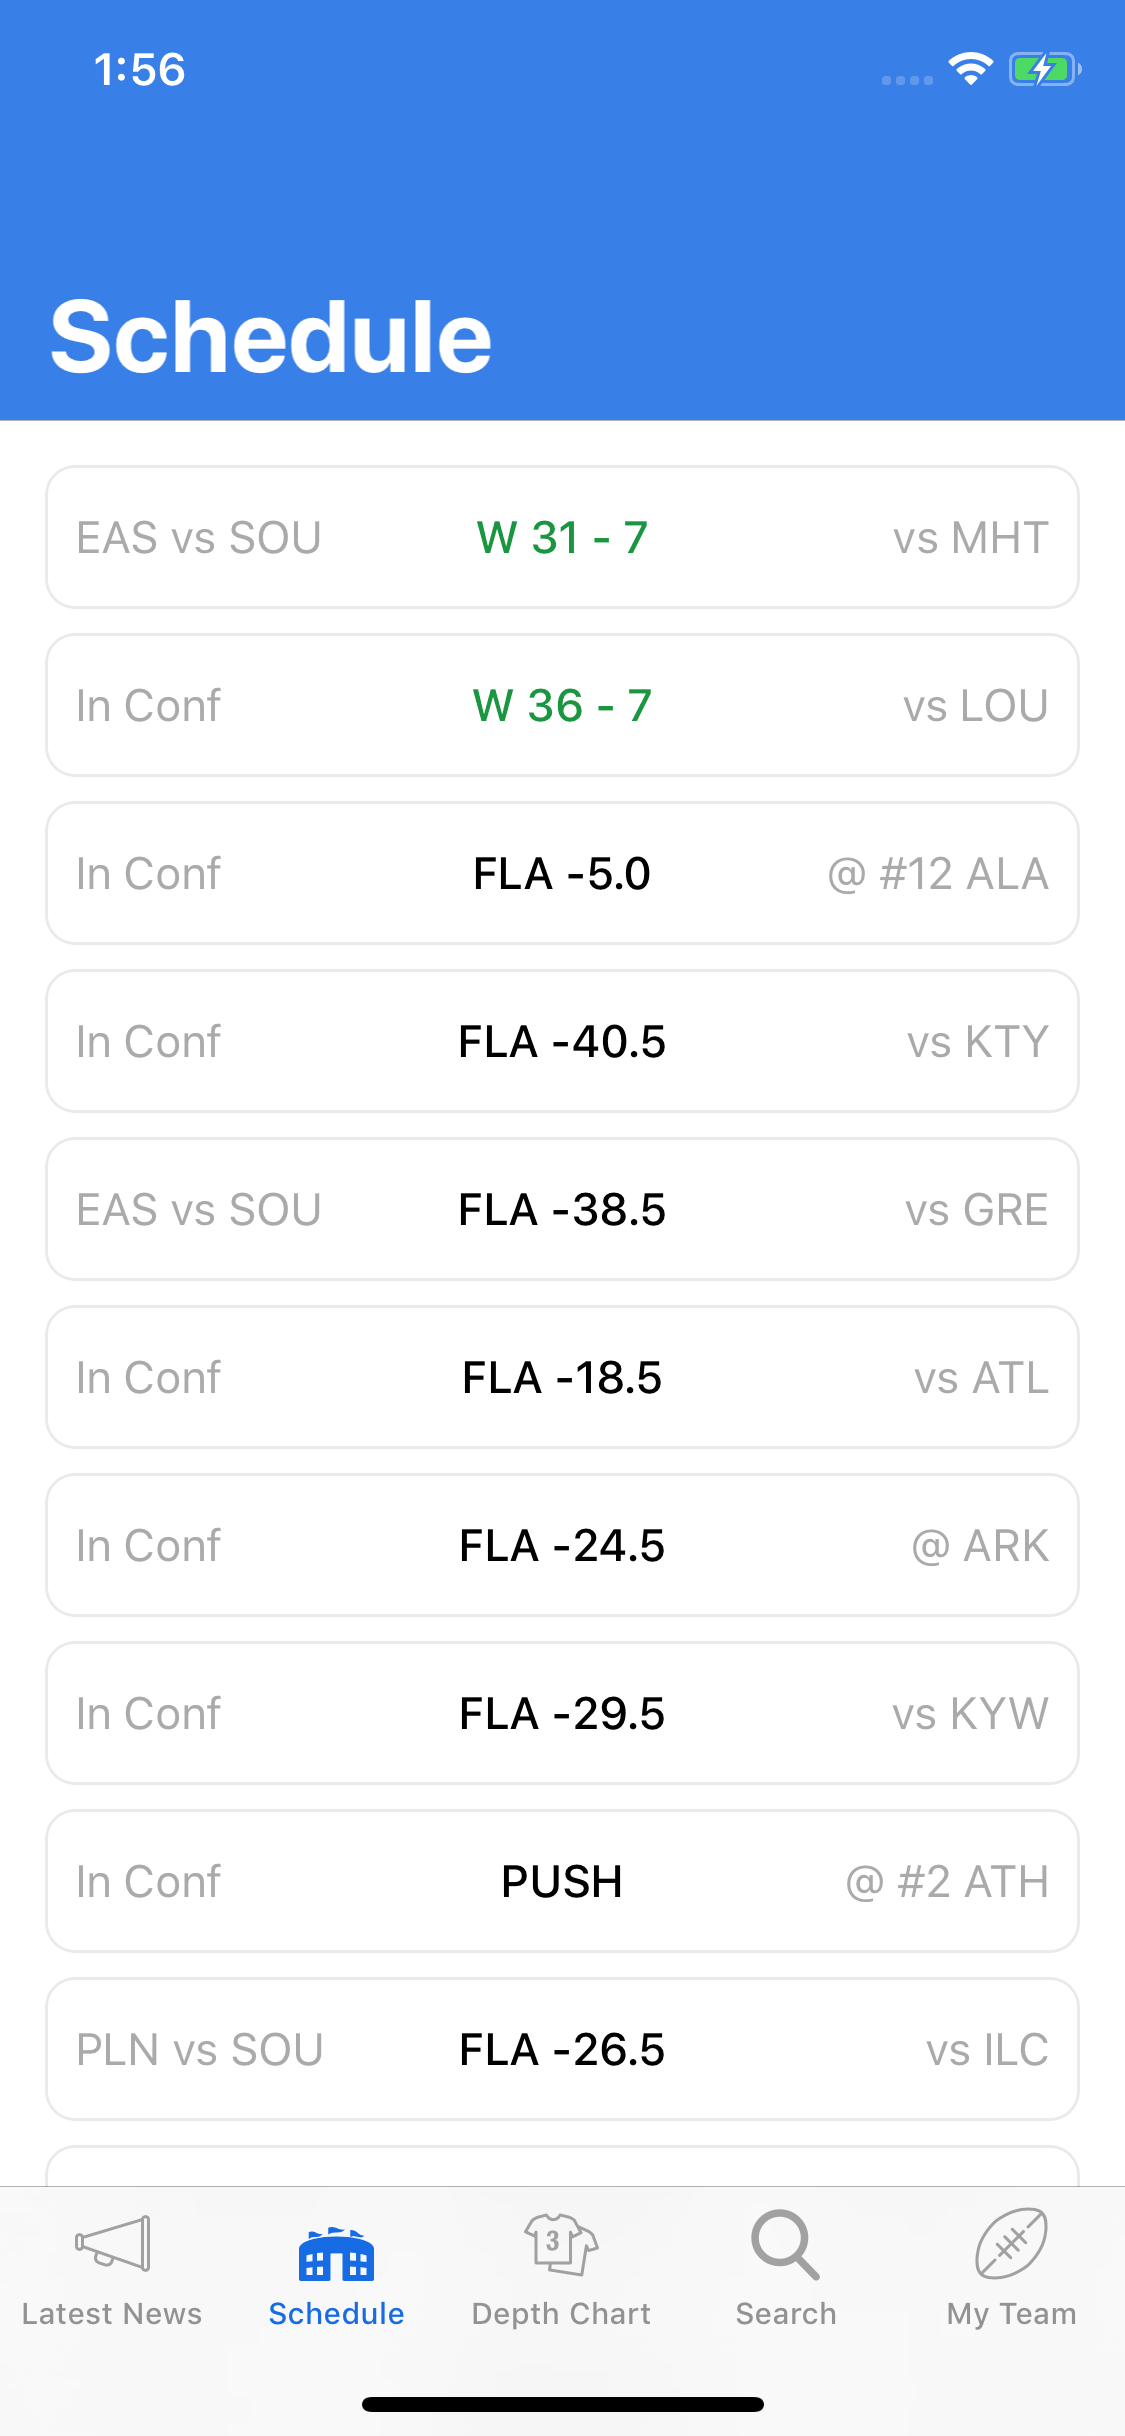 1:56
Schedule
EAS vs SOU W 31 - 7 vs MHT
In Conf W 36 - 7 vs LOU
In Conf FLA -5.0 @ #12 ALA
In Conf FLA -40.5 vs KTY
EAS vs SOU FLA -38.5 vs GRE
In Conf FLA -18.5 vs ATL
In Conf FLA -24.5 @ ARK
In Conf FLA -29.5 vs KYW
In Conf PUSH @ #2 ATH
PLN vs SOU FLA -26.5 vs ILC
3
Latest News Schedule Depth Chart Search My Team